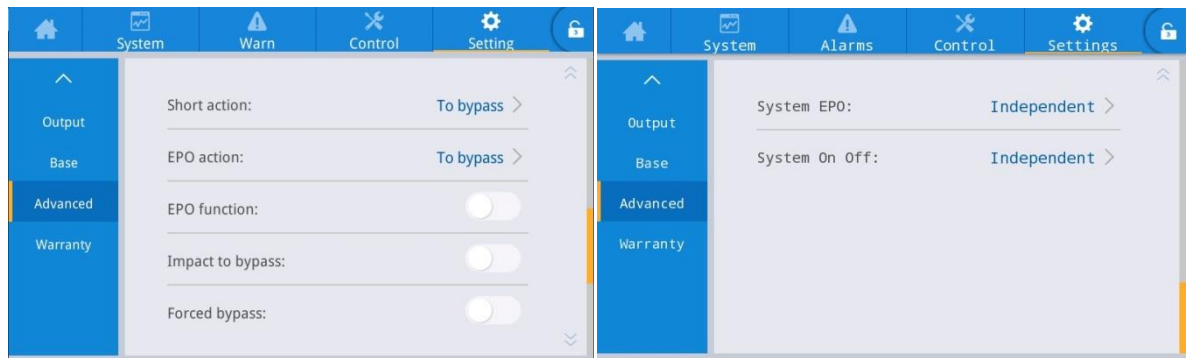 System Warn Control Setting
Output
Base
Advanced
Warranty
Short action: To bypass
EPO action: To bypass
EPO function:
Impact to bypass:
Forced bypass:
System Alarms Control Settings
Output
Base
Advanced
Warranty
System EPO: Independent
System On Off: Independent